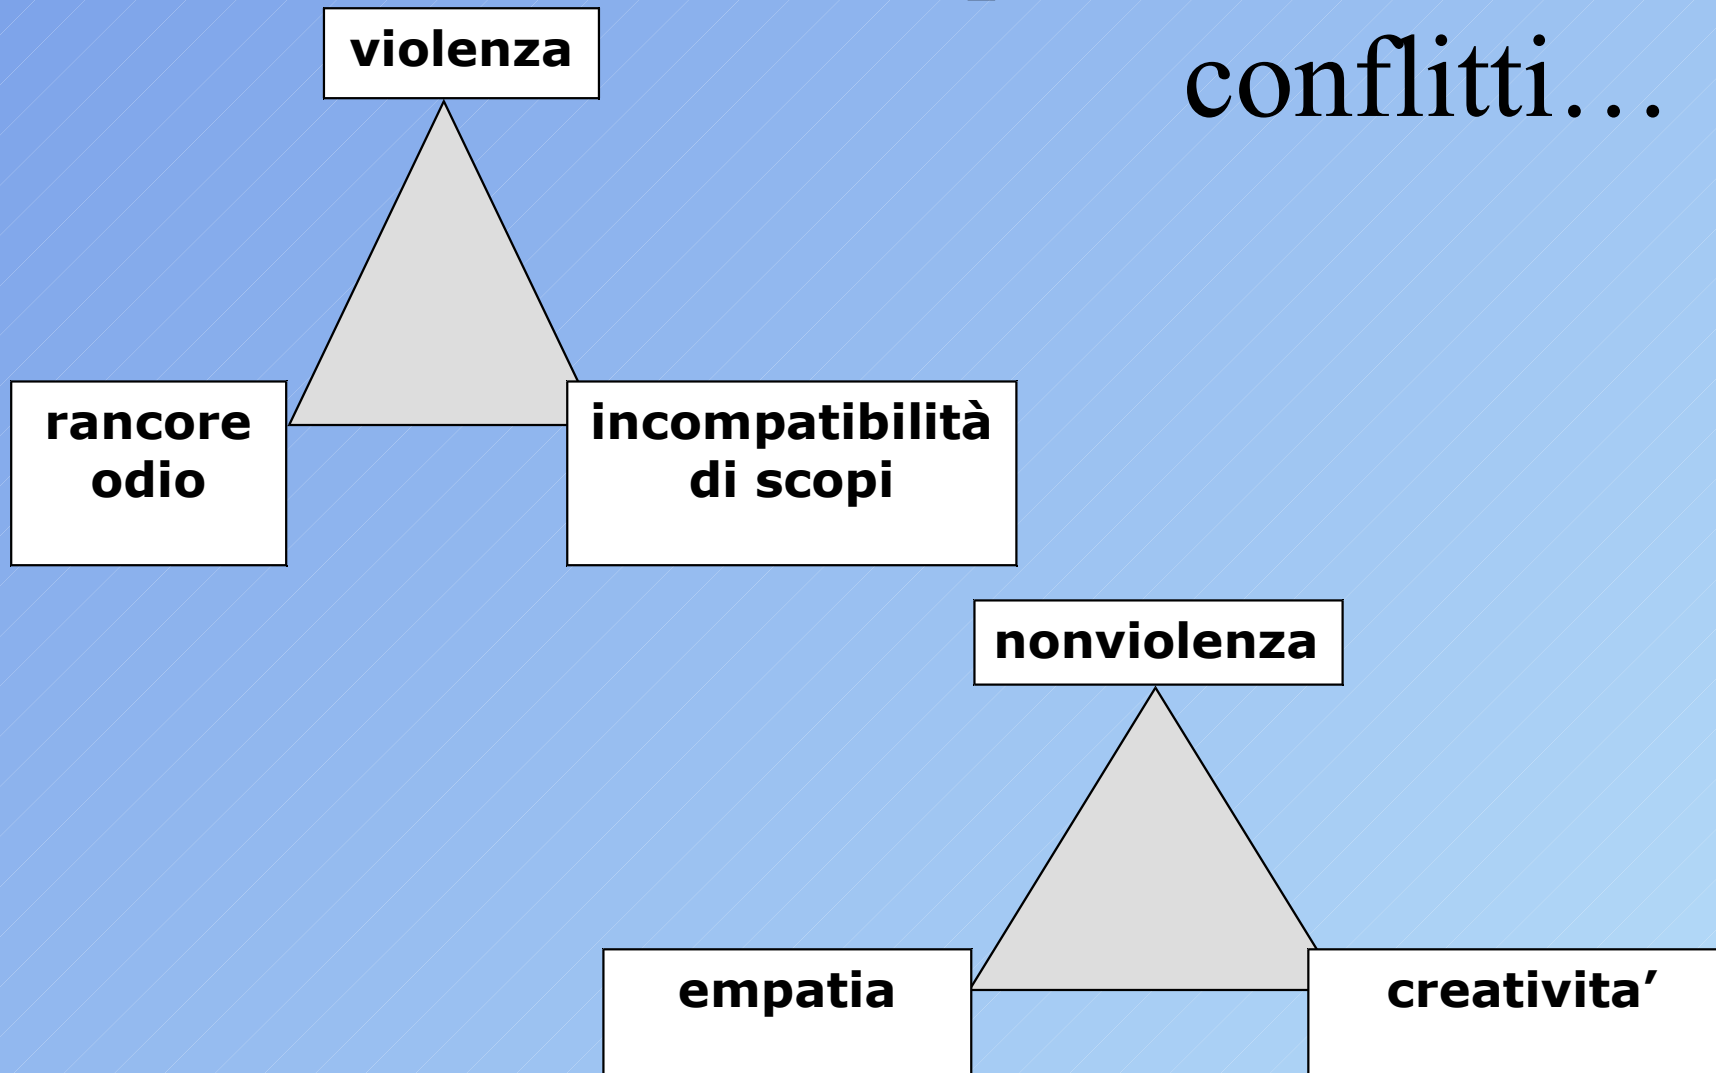 conflitti…
violenza
rancore
odio
incompatibilità
di scopi
nonviolenza
empatia
creativita’